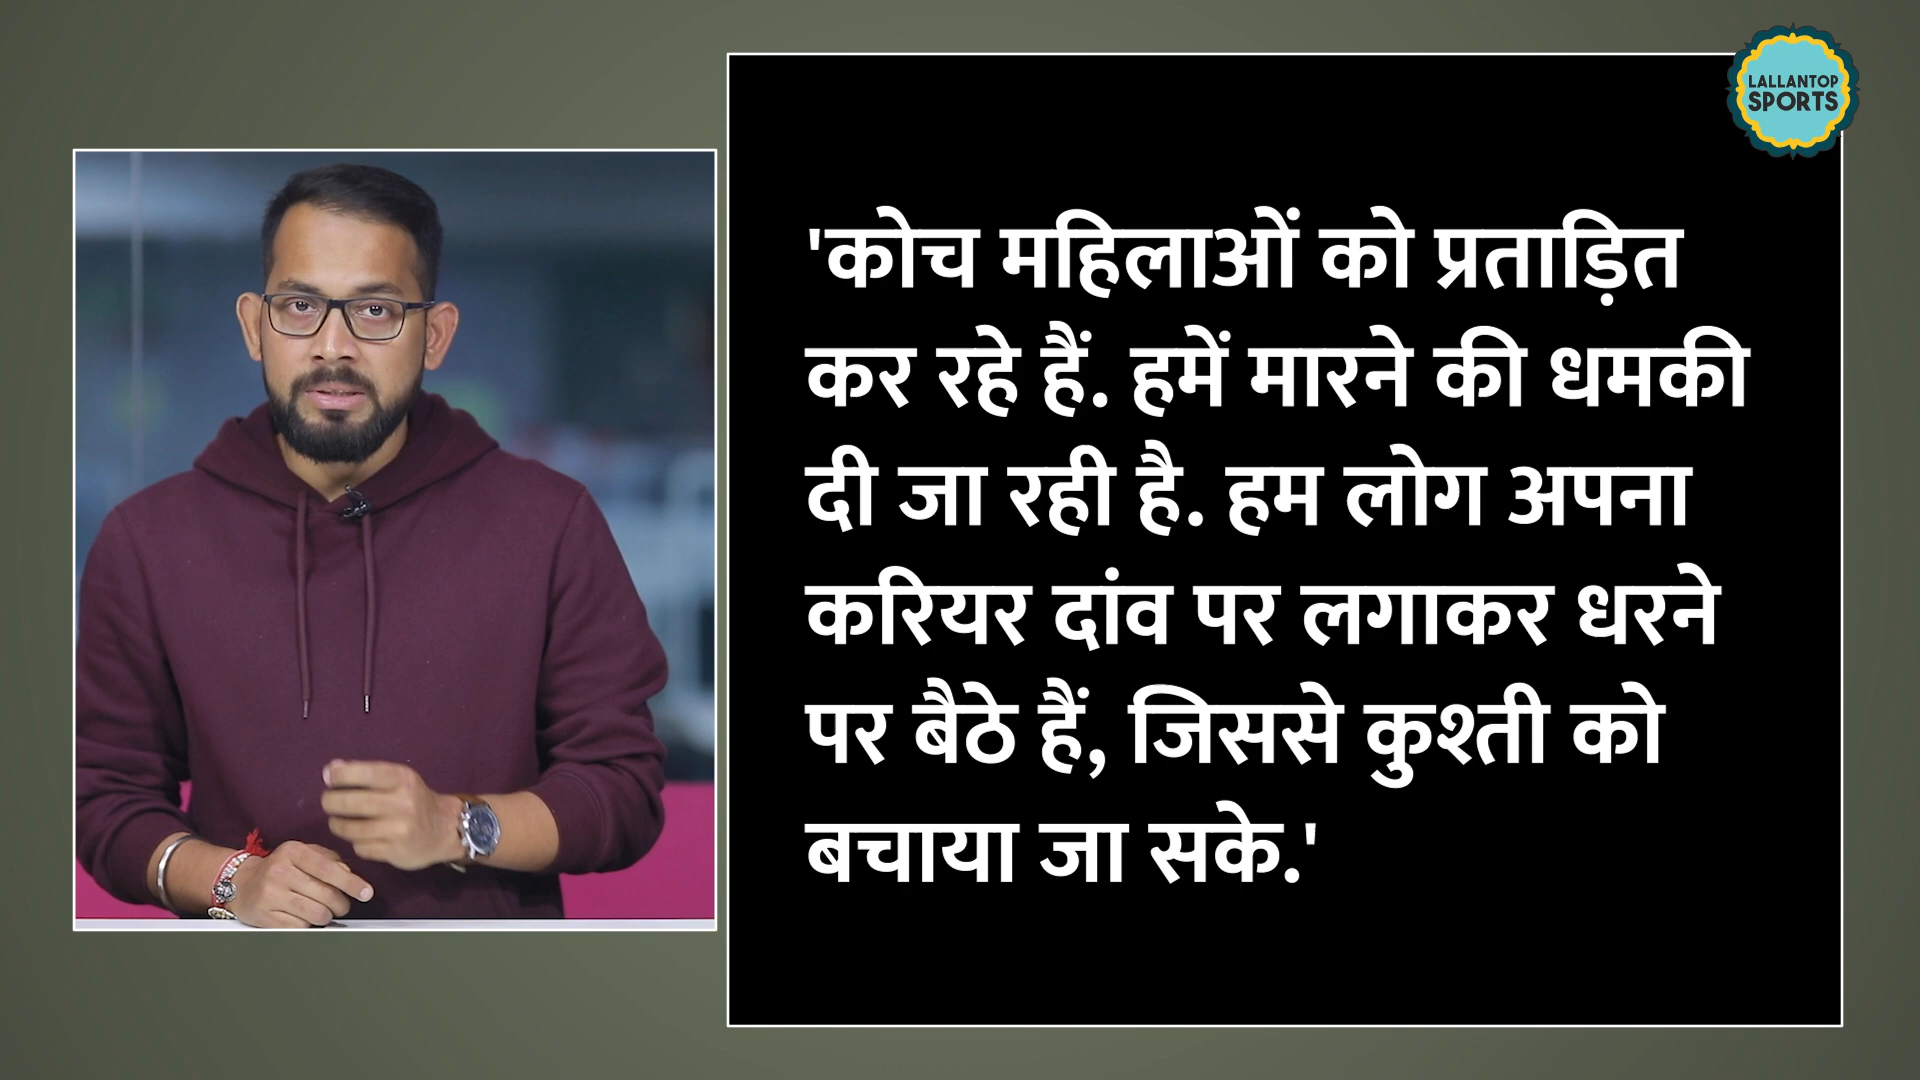 LALLANTOP
SPORTS
'कोच महिलाओं को प्रताड़ित
कर रहे हैं. हमें मारने की धमकी
दी जा रही है. हम लोग अपना
करियर दांव पर लगाकर धरने
पर बैठे हैं, जिससे कुश्ती को
बचाया जा सके.'